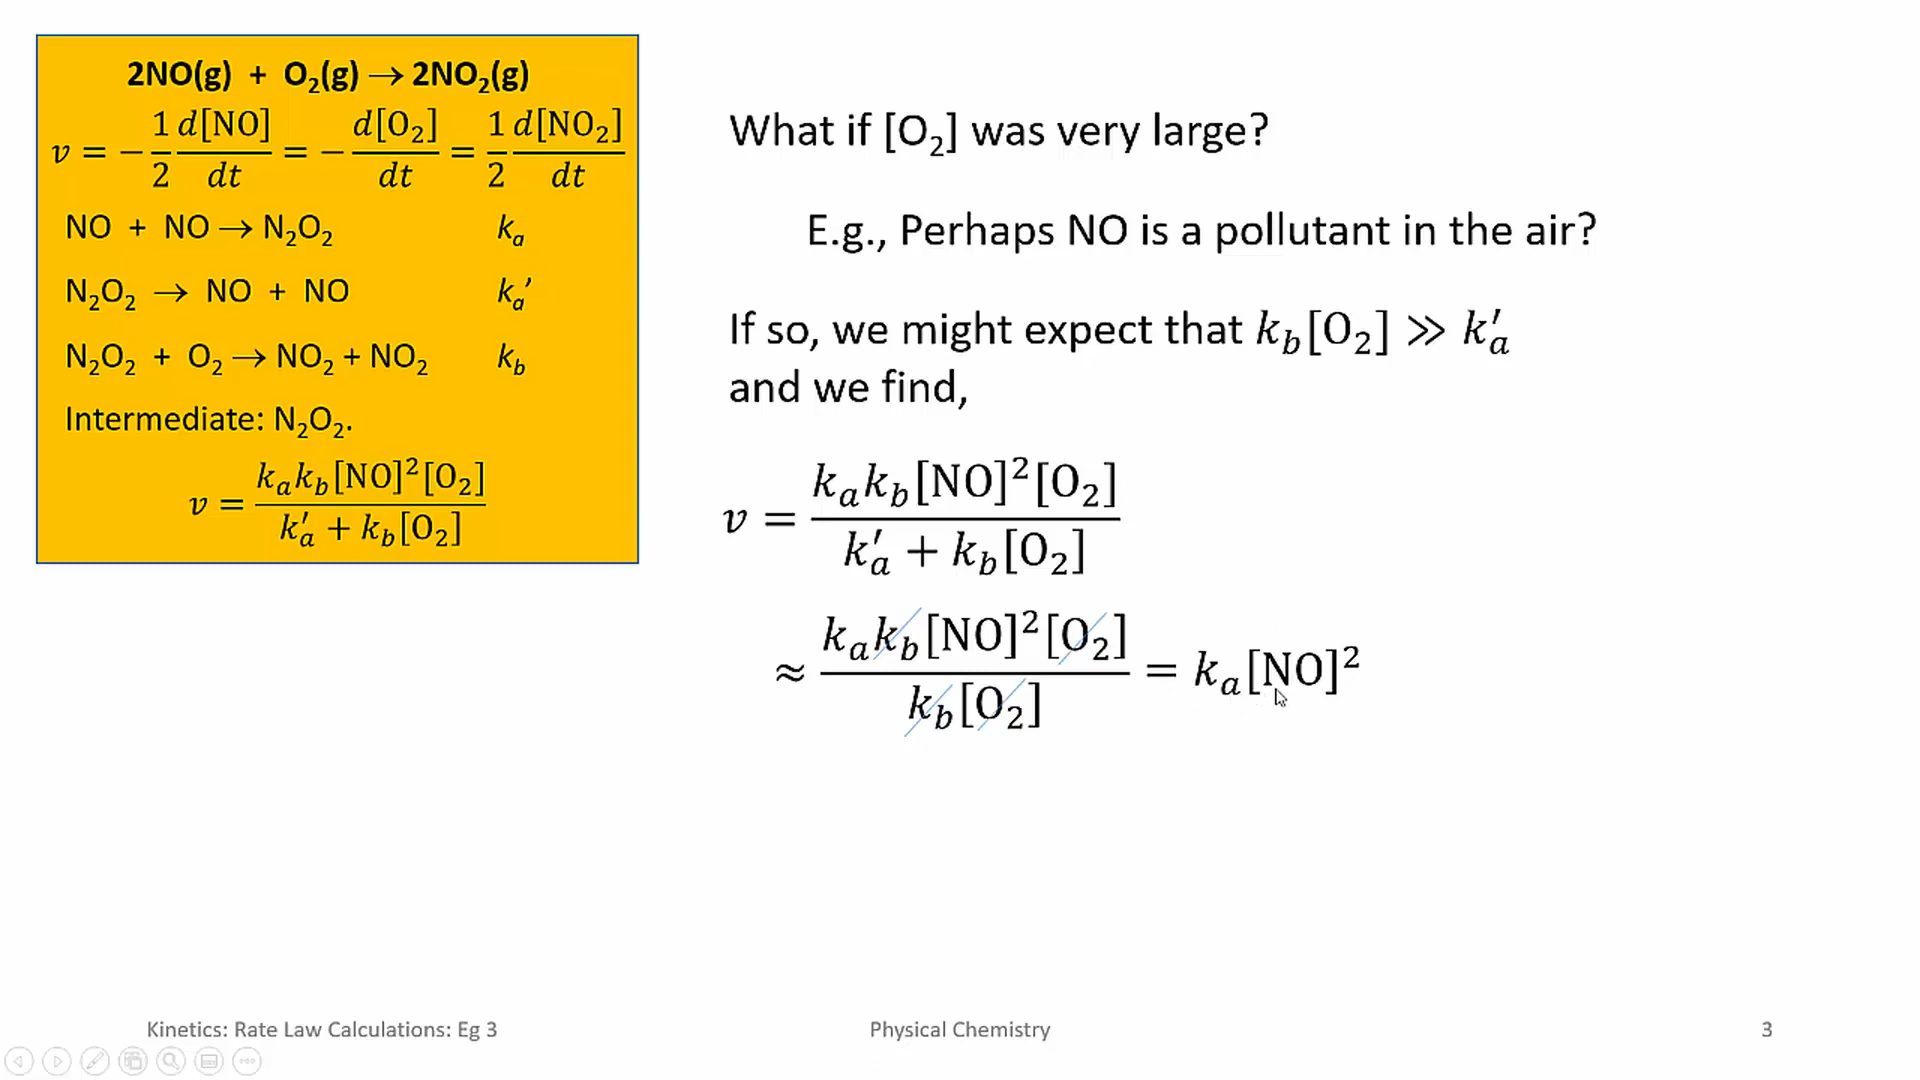 2NO(g) + O₂(g) → 2NO₂(g)
v = −1/2 d[NO]/dt = − d[O₂]/dt = 1/2 d[NO₂]/dt
NO + NO → N₂O₂ kₐ
N₂O₂ → NO + NO kₐ’
N₂O₂ + O₂ → NO₂ + NO₂ k_b
Intermediate: N₂O₂.
v = kₐk_b[NO]²[O₂] / kₐ′ + k_b[O₂]
What if [O₂] was very large?
E.g., Perhaps NO is a pollutant in the air?
If so, we might expect that k_b[O₂] ≫ kₐ′
and we find,
v = kₐk_b[NO]²[O₂] / kₐ′ + k_b[O₂]
≈ kₐk_b[NO]²[O₂] / k_b[O₂] = kₐ[NO]²
Kinetics: Rate Law Calculations: Eg 3 Physical Chemistry 3